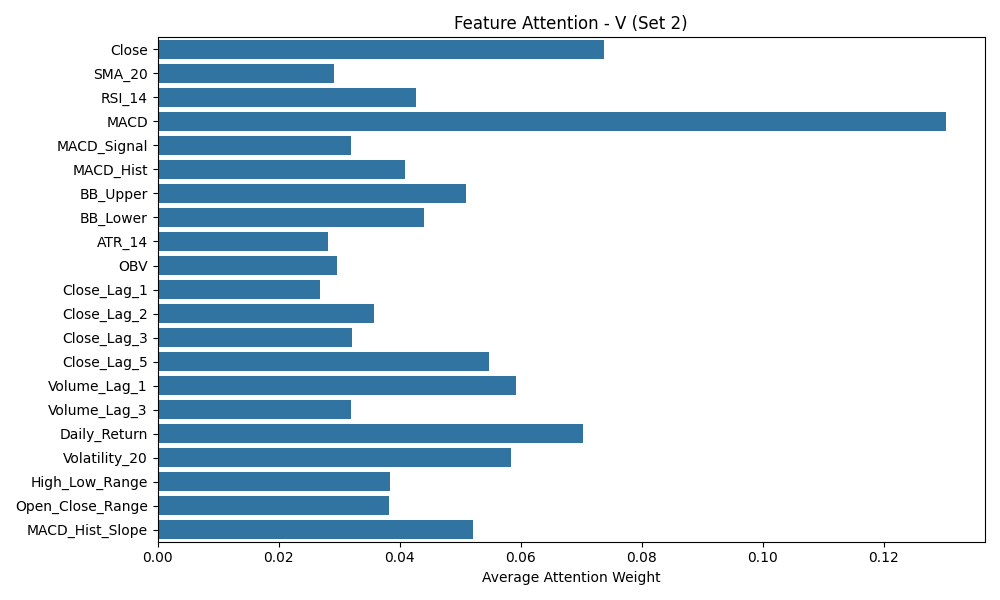 Feature Attention - V (Set 2)
Close
SMA_20
RSI_14
MACD
MACD_Signal
MACD_Hist
BB_Upper
BB_Lower
ATR_14
OBV
Close_Lag_1
Close_Lag_2
Close_Lag_3
Close_Lag_5
Volume_Lag_1
Volume_Lag_3
Daily_Return
Volatility_20
High_Low_Range
Open_Close_Range
MACD_Hist_Slope
0.00 0.02 0.04 0.06 0.08 0.10 0.12
Average Attention Weight